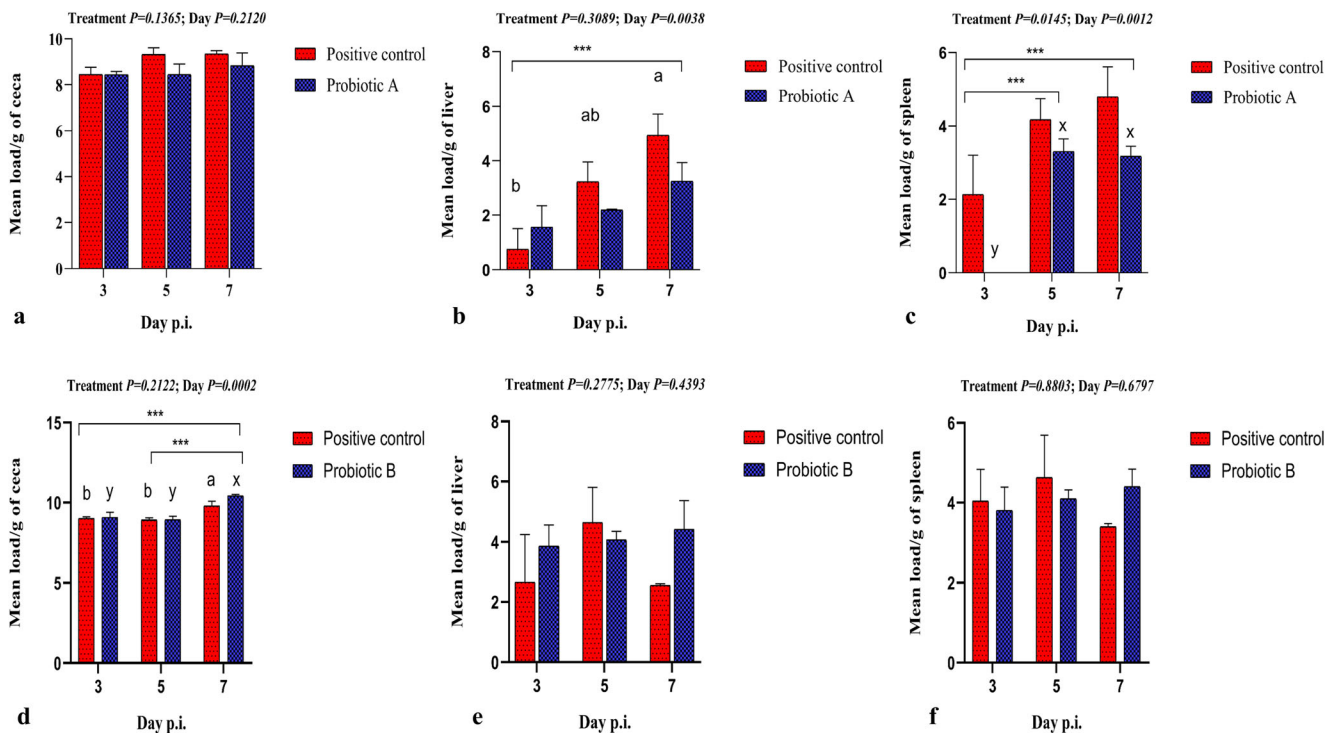 Treatment P=0.1365; Day P=0.2120
Mean load/g of ceca
10
8
6
4
2
0
3 5 7
Day p.i.
a
Positive control
Probiotic A
Treatment P=0.3089; Day P=0.0038
Mean load/g of liver
8
6
4
2
0
***
b
ab
a
3 5 7
Day p.i.
b
Positive control
Probiotic A
Treatment P=0.0145; Day P=0.0012
Mean load/g of spleen
6
4
2
0
***
***
y
x
x
3 5 7
Day p.i.
c
Positive control
Probiotic A
Treatment P=0.2122; Day P=0.0002
Mean load/g of ceca
15
10
5
0
***
***
b y b y a x
3 5 7
Day p.i.
d
Positive control
Probiotic B
Treatment P=0.2775; Day P=0.4393
Mean load/g of liver
8
6
4
2
0
3 5 7
Day p.i.
e
Positive control
Probiotic B
Treatment P=0.8803; Day P=0.6797
Mean load/g of spleen
6
4
2
0
3 5 7
Day p.i.
f
Positive control
Probiotic B